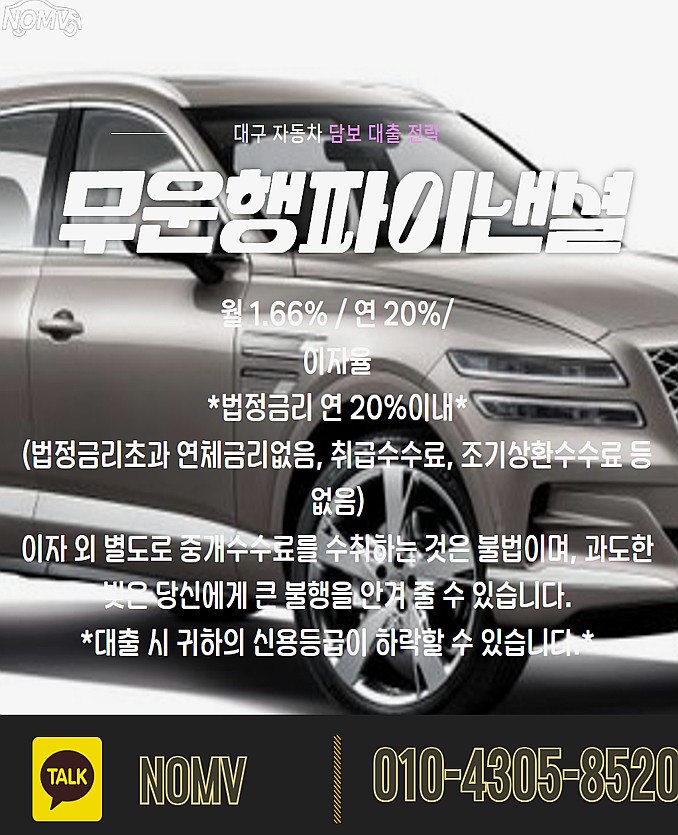 NOMV
대구 자동차 담보 대출 전략
무운행파이낸셜
월 1.66% / 연 20%/
이자율
*법정금리 연 20%이내*
(법정금리초과 연체금리없음, 취급수수료, 조기상환수수료 등
없음)
이자 외 별도로 중개수수료를 수취하는 것은 불법이며, 과도한
빚은 당신에게 큰 불행을 안겨 줄 수 있습니다.
*대출 시 귀하의 신용등급이 하락할 수 있습니다.*
TALK
NOMV
010-4305-8520